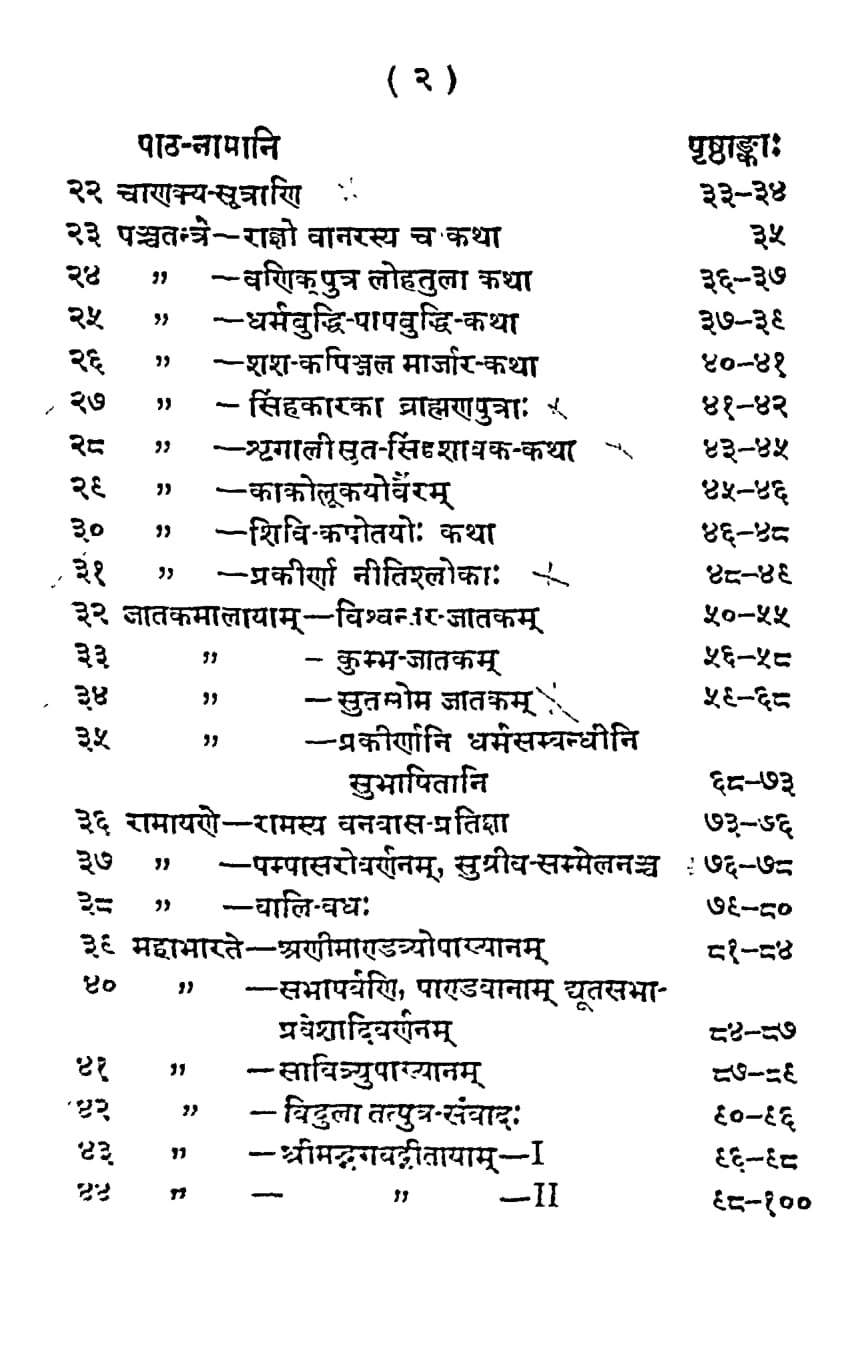 ( २ )
पाठ-नामानि पृष्ठाङ्काः
२२ चाणक्य-सूत्राणि ३३–३४
२३ पञ्चतन्त्रे—राज्ञो वानरस्य च कथा ३५
२४ " —वणिक्पुत्र लोहतुला कथा ३६–३७
२५ " —धर्मबुद्धि-पापबुद्धि-कथा ३७–३९
२६ " —शश-कपिञ्जल मार्जार-कथा ४०–४१
२७ " —सिंहकारका ब्राह्मणपुत्राः ४१–४२
२८ " —शृगालीसुत-सिंहशावक-कथा ४३–४५
२९ " —काकोलूकयोर्वैरम् ४५–४६
३० " —शिवि-कपोतयोः कथा ४६–४८
३१ " —प्रकीर्णा नीतिश्लोकाः ४८–४९
३२ जातकमालायाम्—विश्वन्तर-जातकम् ५०–५५
३३ " – कुम्भ-जातकम् ५६–५८
३४ " —सुतसोम जातकम् ५९–६८
३५ " —प्रकीर्णानि धर्मसम्वन्धीनि
सुभाषितानि ६८–७३
३६ रामायणे—रामस्य वनवास-प्रतिज्ञा ७३–७६
३७ " —पम्पासरोवर्णनम्, सुग्रीव-सम्मेलनञ्च ७६–७८
३८ " —वालि-वधः ७९–८०
३९ महाभारते—अणीमाण्डव्योपाख्यानम् ८१–८४
४० " —सभापर्वणि, पाण्डवानाम् द्यूतसभा-
प्रवेशादिवर्णनम् ८४–८७
४१ " —सावित्र्युपाख्यानम् ८७–८९
४२ " —विदुला तत्पुत्र-संवादः ९०–९६
४३ " —श्रीमद्भगवद्गीतायाम्—I ९६–९८
४४ " — " —II ९८–१००